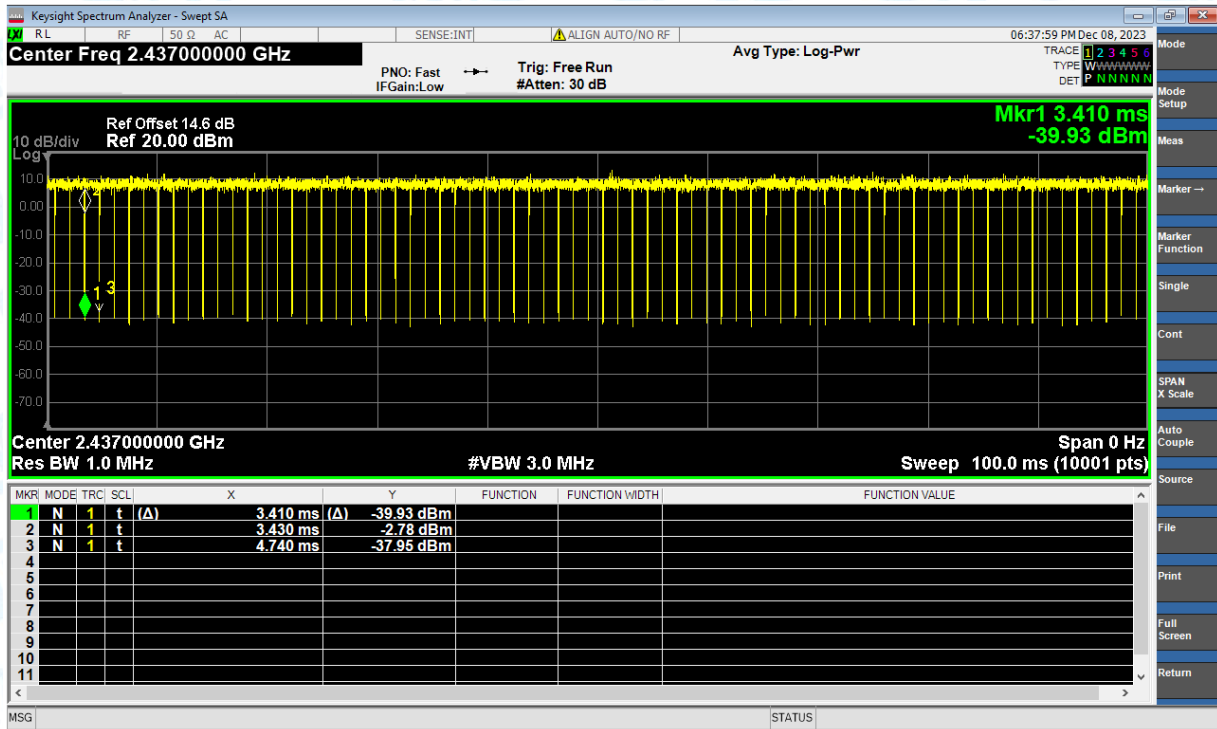 Keysight Spectrum Analyzer - Swept SA
LXI RL RF 50 Ω AC SENSE:INT ALIGN AUTO/NO RF 06:37:59 PM Dec 08, 2023
Center Freq 2.437000000 GHz
Avg Type: Log-Pwr
TRACE 1 2 3 4 5 6
TYPE WWWWWW
DET P N N N N N
PNO: Fast
IFGain:Low
Trig: Free Run
#Atten: 30 dB
Mkr1 3.410 ms
-39.93 dBm
Ref Offset 14.6 dB
10 dB/div Ref 20.00 dBm
Log
10.0
0.00
-10.0
-20.0
-30.0
-40.0
-50.0
-60.0
-70.0
2
1
3
Center 2.437000000 GHz Span 0 Hz
Res BW 1.0 MHz #VBW 3.0 MHz Sweep 100.0 ms (10001 pts)
MKR MODE TRC SCL X Y FUNCTION FUNCTION WIDTH FUNCTION VALUE
1 N 1 t (Δ) 3.410 ms (Δ) -39.93 dBm
2 N 1 t 3.430 ms -2.78 dBm
3 N 1 t 4.740 ms -37.95 dBm
4
5
6
7
8
9
10
11
MSG STATUS
Mode
Mode
Setup
Meas
Marker →
Marker
Function
Single
Cont
SPAN
X Scale
Auto
Couple
Source
File
Print
Full
Screen
Return